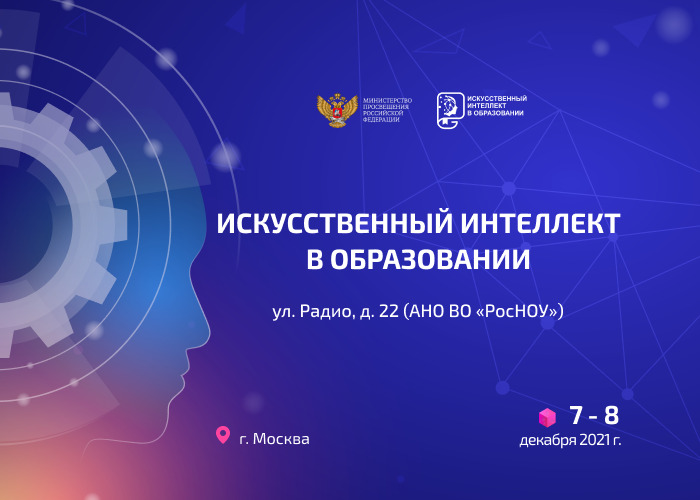 МИНИСТЕРСТВО
ПРОСВЕЩЕНИЯ
РОССИЙСКОЙ
ФЕДЕРАЦИИ
ИСКУССТВЕННЫЙ
ИНТЕЛЛЕКТ
В ОБРАЗОВАНИИ
ИСКУССТВЕННЫЙ ИНТЕЛЛЕКТ
В ОБРАЗОВАНИИ
ул. Радио, д. 22 (АНО ВО «РосНОУ»)
г. Москва
7 - 8
декабря 2021 г.